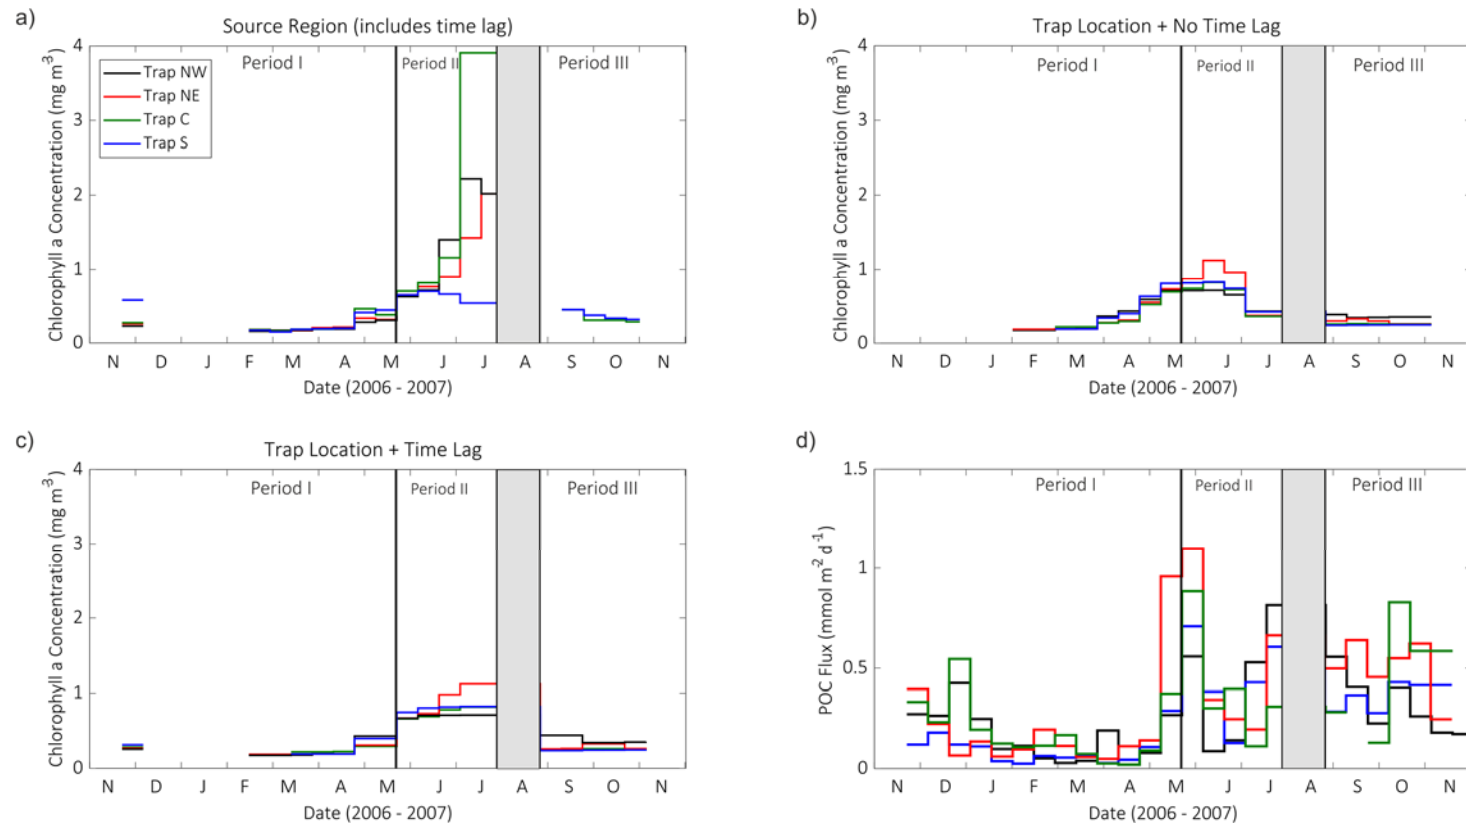 a)
Source Region (includes time lag)
Chlorophyll a Concentration (mg m³)
4
3
2
1
0
Period I
Period II
Period III
Trap NW
Trap NE
Trap C
Trap S
N D J F M A M J J A S O N
Date (2006 - 2007)
b)
Trap Location + No Time Lag
Chlorophyll a Concentration (mg m³)
4
3
2
1
0
Period I
Period II
Period III
N D J F M A M J J A S O N
Date (2006 - 2007)
c)
Trap Location + Time Lag
Chlorophyll a Concentration (mg m³)
4
3
2
1
0
Period I
Period II
Period III
N D J F M A M J J A S O N
Date (2006 - 2007)
d)
POC Flux (mmol m⁻² d⁻¹)
1.5
1
0.5
0
Period I
Period II
Period III
N D J F M A M J J A S O N
Date (2006 - 2007)